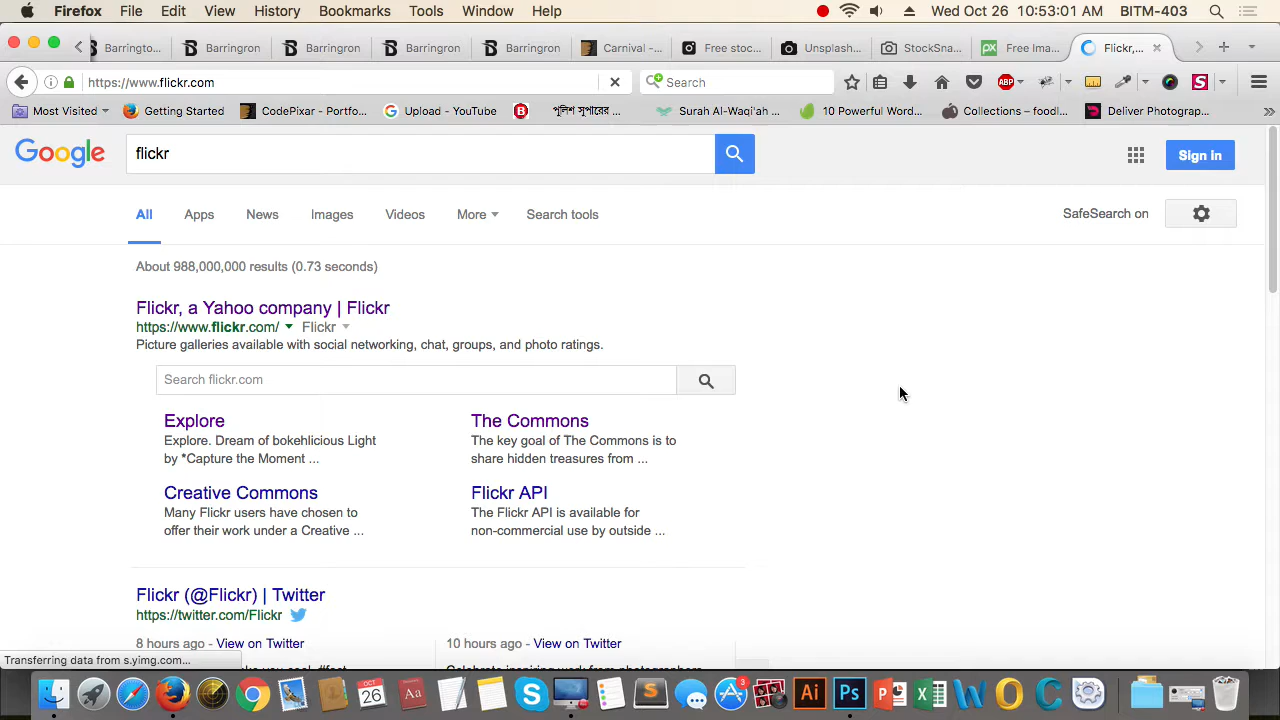 Firefox File Edit View History Bookmarks Tools Window Help Wed Oct 26 10:53:01 AM BITM-403
Barringto... Barringron Barringron Barringron Barringron Carnival -... Free stoc... Unsplash... StockSna... Free Ima... Flickr,...
https://www.flickr.com Search ABP S
Most Visited Getting Started CodePixar - Portfo... Upload - YouTube B পুলিশ সুপারের ... Surah Al-Waqi'ah ... 10 Powerful Word... Collections – foodl... Deliver Photograp...
Google flickr Sign in
All Apps News Images Videos More Search tools SafeSearch on
About 988,000,000 results (0.73 seconds)
Flickr, a Yahoo company | Flickr
https://www.flickr.com/ Flickr
Picture galleries available with social networking, chat, groups, and photo ratings.
Search flickr.com
Explore
Explore. Dream of bokehlicious Light
by *Capture the Moment ...
The Commons
The key goal of The Commons is to
share hidden treasures from ...
Creative Commons
Many Flickr users have chosen to
offer their work under a Creative ...
Flickr API
The Flickr API is available for
non-commercial use by outside ...
Flickr (@Flickr) | Twitter
https://twitter.com/Flickr
8 hours ago - View on Twitter
10 hours ago - View on Twitter
Transferring data from s.yimg.com...
OCT 26 3 Ai Ps